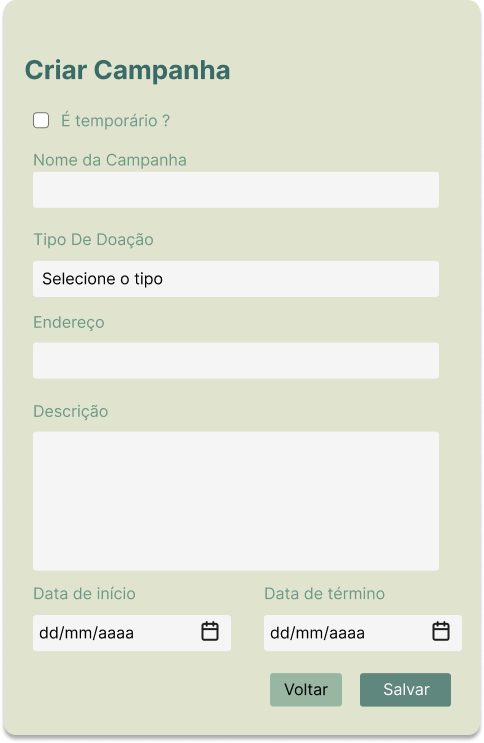 Criar Campanha
É temporário ?
Nome da Campanha
Tipo De Doação
Selecione o tipo
Endereço
Descrição
Data de início
Data de término
dd/mm/aaaa
dd/mm/aaaa
Voltar
Salvar